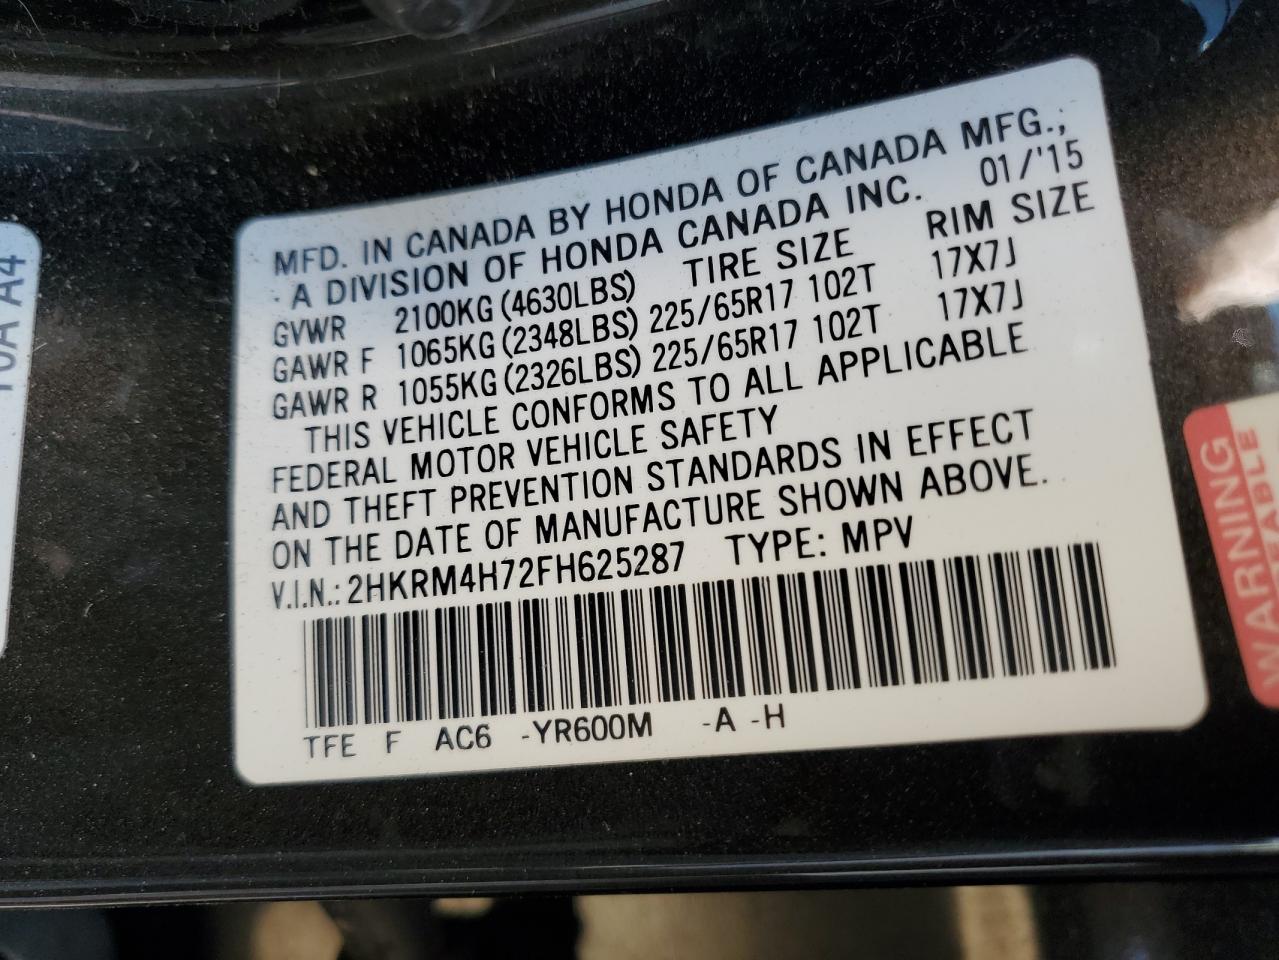 MFD. IN CANADA BY HONDA OF CANADA MFG.;
A DIVISION OF HONDA CANADA INC. 01/'15
GVWR 2100KG (4630LBS) TIRE SIZE RIM SIZE
GAWR F 1065KG (2348LBS) 225/65R17 102T 17X7J
GAWR R 1055KG (2326LBS) 225/65R17 102T 17X7J
THIS VEHICLE CONFORMS TO ALL APPLICABLE
FEDERAL MOTOR VEHICLE SAFETY
AND THEFT PREVENTION STANDARDS IN EFFECT
ON THE DATE OF MANUFACTURE SHOWN ABOVE.
V.I.N.: 2HKRM4H72FH625287 TYPE: MPV
TFE F AC6 -YR600M -A -H
A4
WARNING